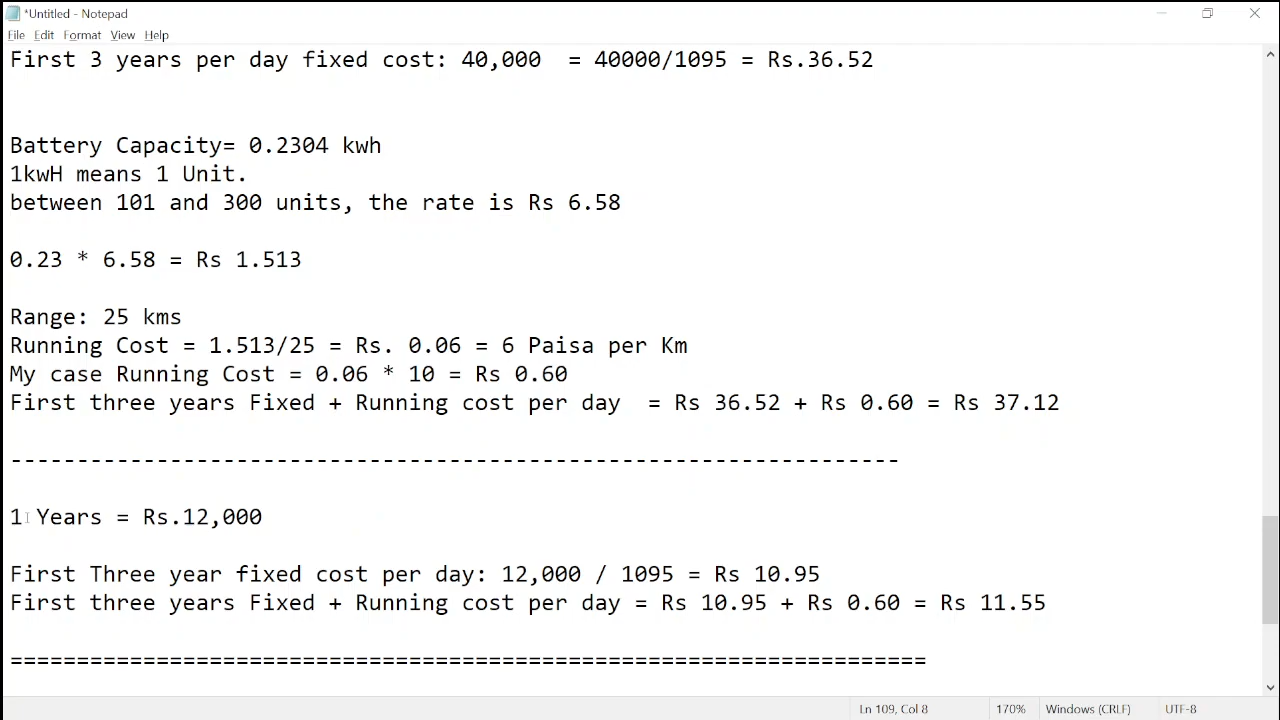 *Untitled - Notepad
File Edit Format View Help
First 3 years per day fixed cost: 40,000 = 40000/1095 = Rs.36.52
Battery Capacity= 0.2304 kwh
1kwH means 1 Unit.
between 101 and 300 units, the rate is Rs 6.58
0.23 * 6.58 = Rs 1.513
Range: 25 kms
Running Cost = 1.513/25 = Rs. 0.06 = 6 Paisa per Km
My case Running Cost = 0.06 * 10 = Rs 0.60
First three years Fixed + Running cost per day = Rs 36.52 + Rs 0.60 = Rs 37.12
-------------------------------------------------------------------
1 Years = Rs.12,000
First Three year fixed cost per day: 12,000 / 1095 = Rs 10.95
First three years Fixed + Running cost per day = Rs 10.95 + Rs 0.60 = Rs 11.55
=====================================================================
Ln 109, Col 8 170% Windows (CRLF) UTF-8